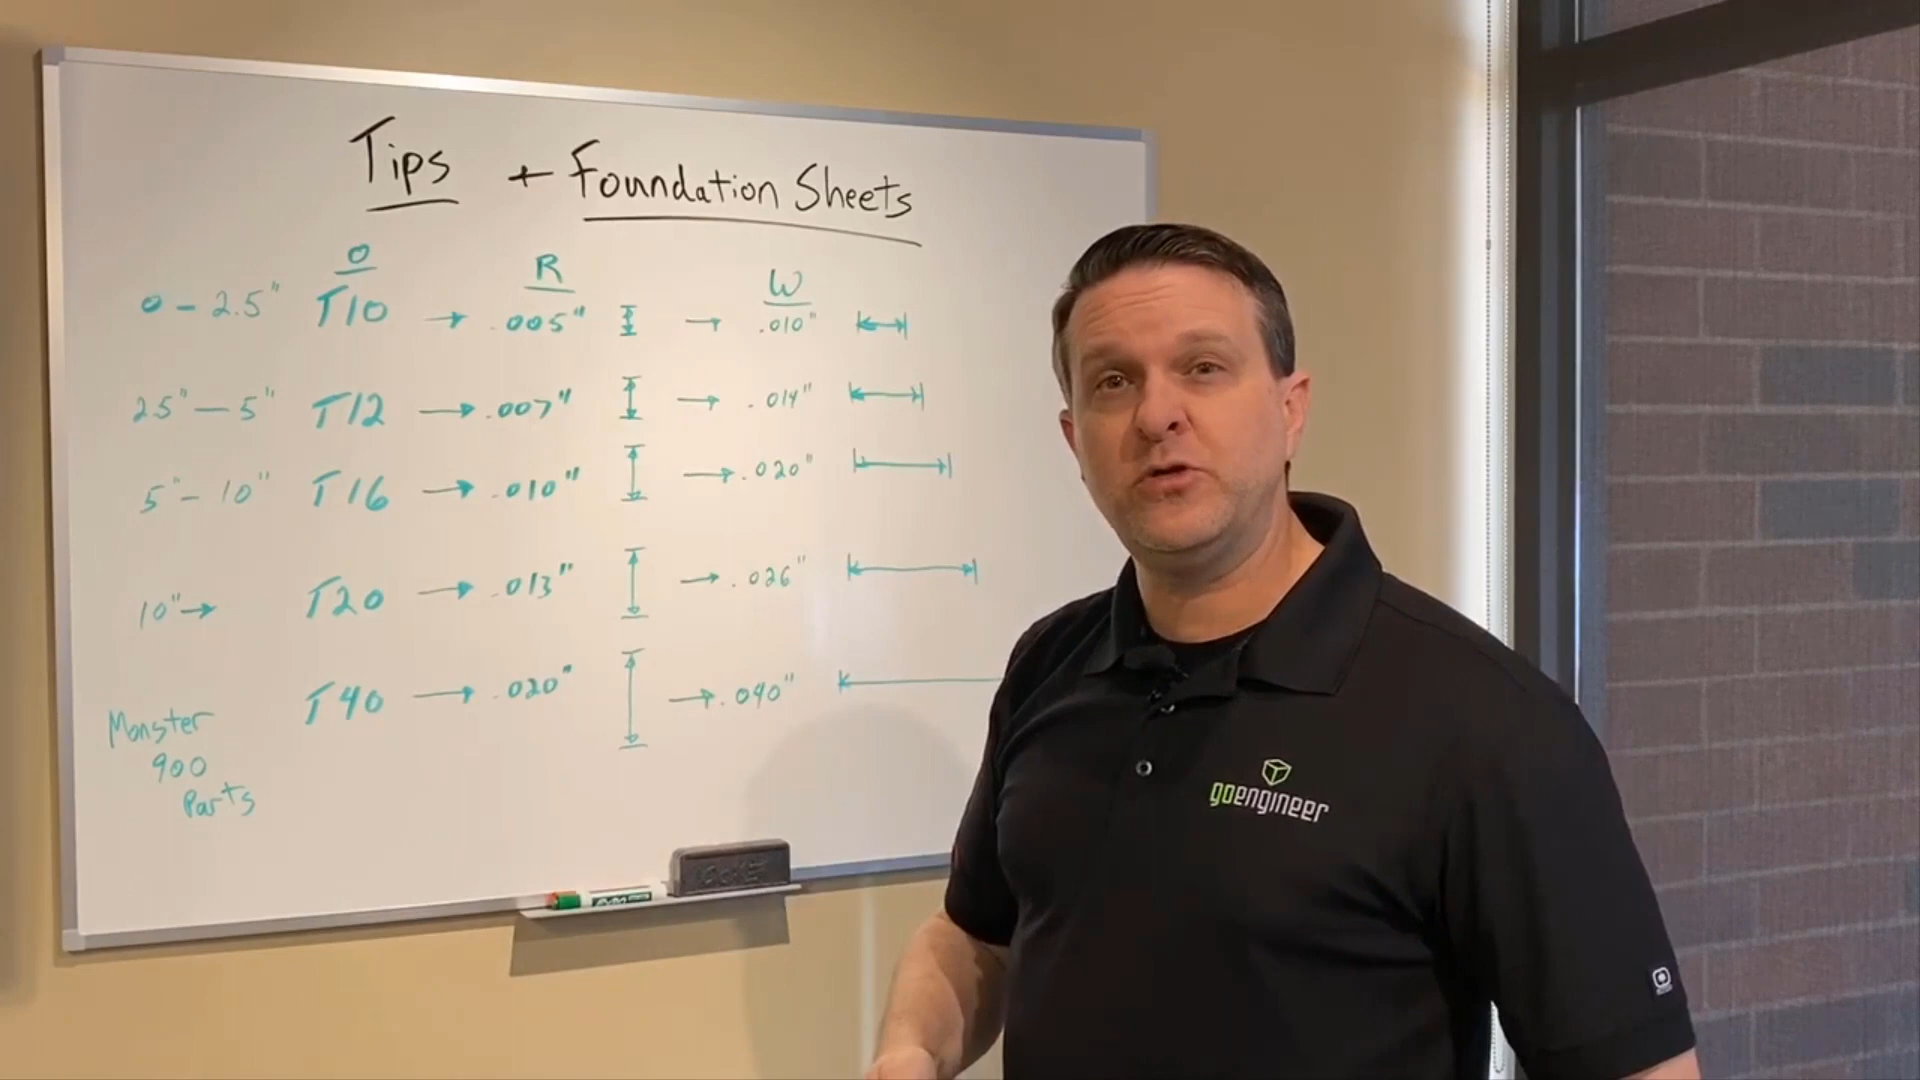 Tips + Foundation Sheets
O R W
0 - 2.5" T10 → .005" → .010"
2.5" — 5" T12 → .007" → .014"
5" - 10" T16 → .010" → .020"
10" → T20 → .013" → .026"
T40 → .020" → .040"
Monster
900
Parts
goengineer